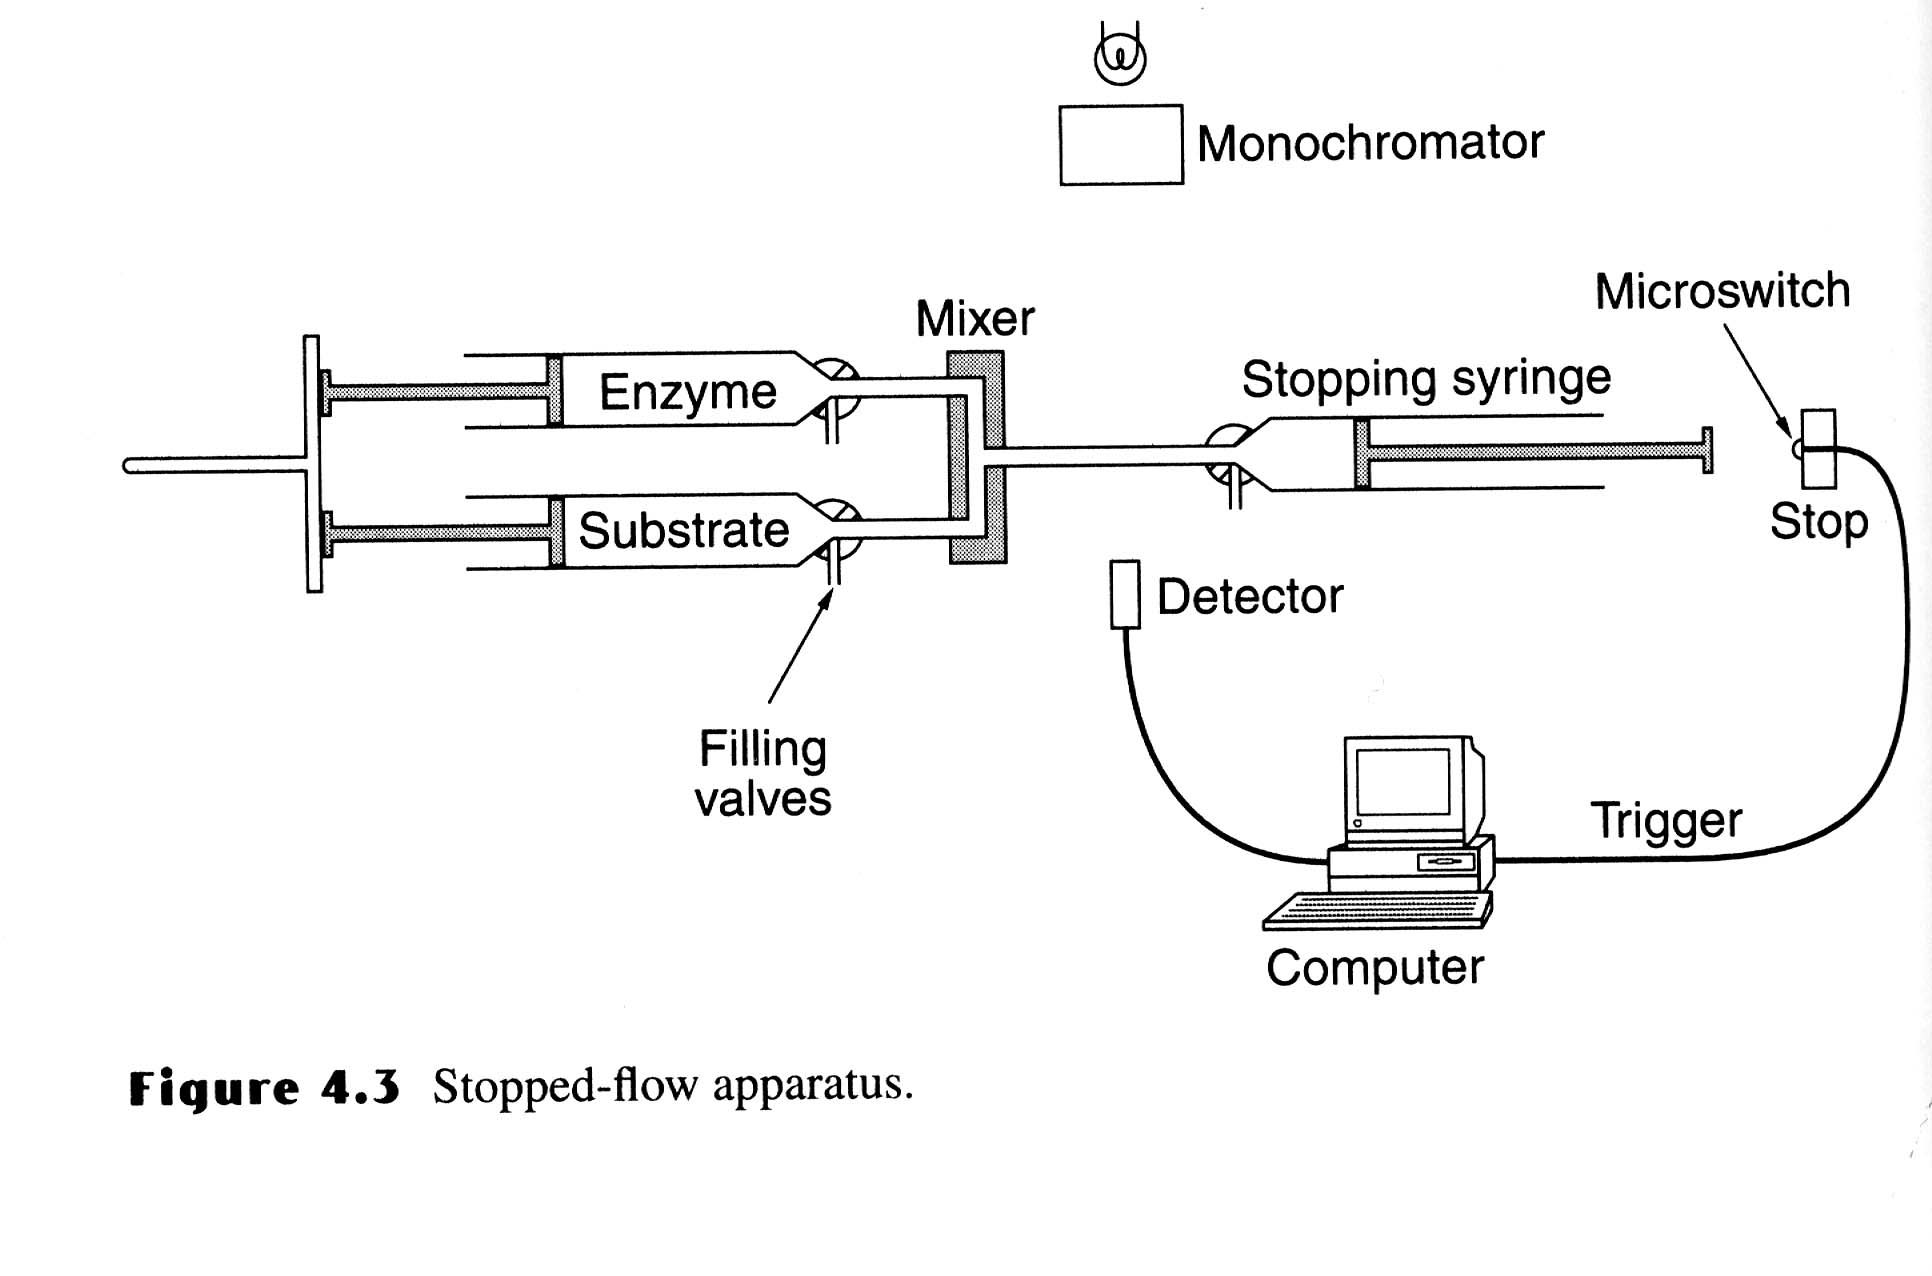 Monochromator
Microswitch
Mixer
Stopping syringe
Enzyme
Substrate
Stop
Detector
Filling
valves
Trigger
Computer
Figure 4.3 Stopped-flow apparatus.